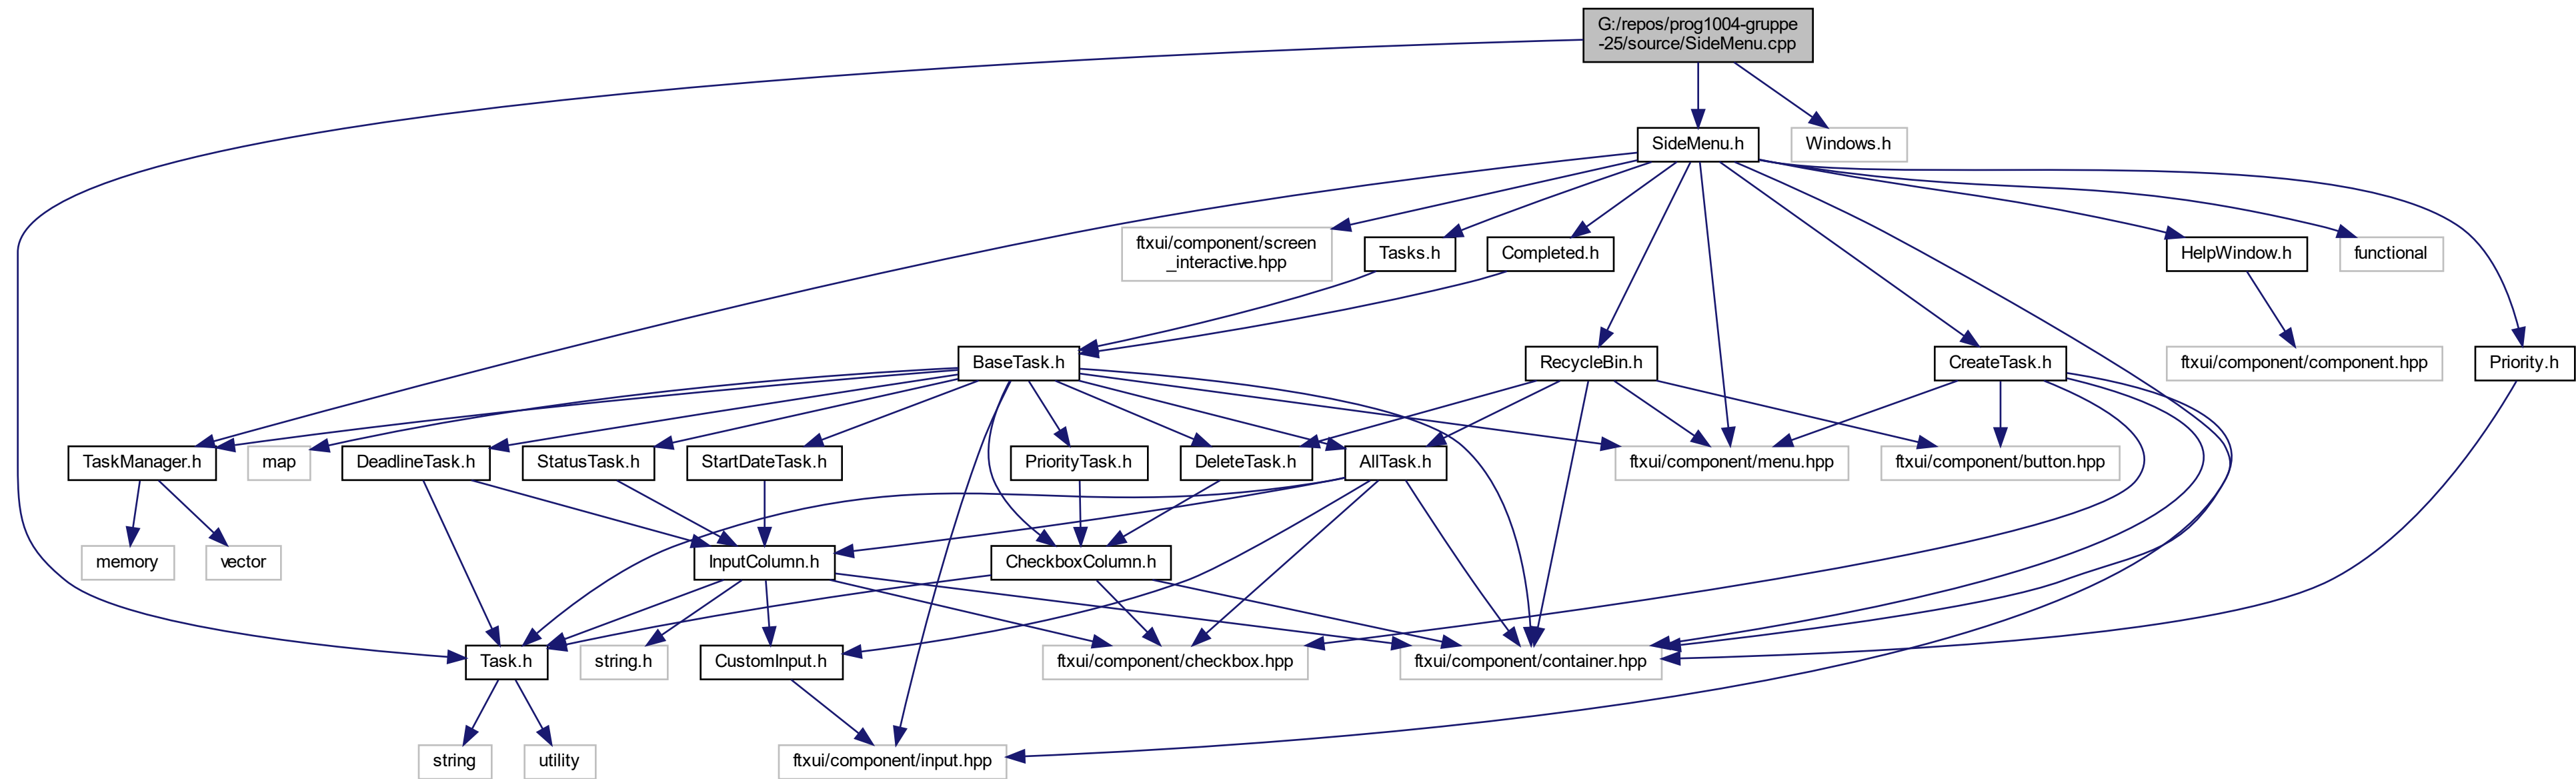 G:/repos/prog1004-gruppe
-25/source/SideMenu.cpp
SideMenu.h
Windows.h
ftxui/component/screen
_interactive.hpp
Tasks.h
Completed.h
HelpWindow.h
functional
BaseTask.h
RecycleBin.h
CreateTask.h
ftxui/component/component.hpp
Priority.h
TaskManager.h
map
DeadlineTask.h
StatusTask.h
StartDateTask.h
PriorityTask.h
DeleteTask.h
AllTask.h
ftxui/component/menu.hpp
ftxui/component/button.hpp
memory
vector
InputColumn.h
CheckboxColumn.h
Task.h
string.h
CustomInput.h
ftxui/component/checkbox.hpp
ftxui/component/container.hpp
string
utility
ftxui/component/input.hpp